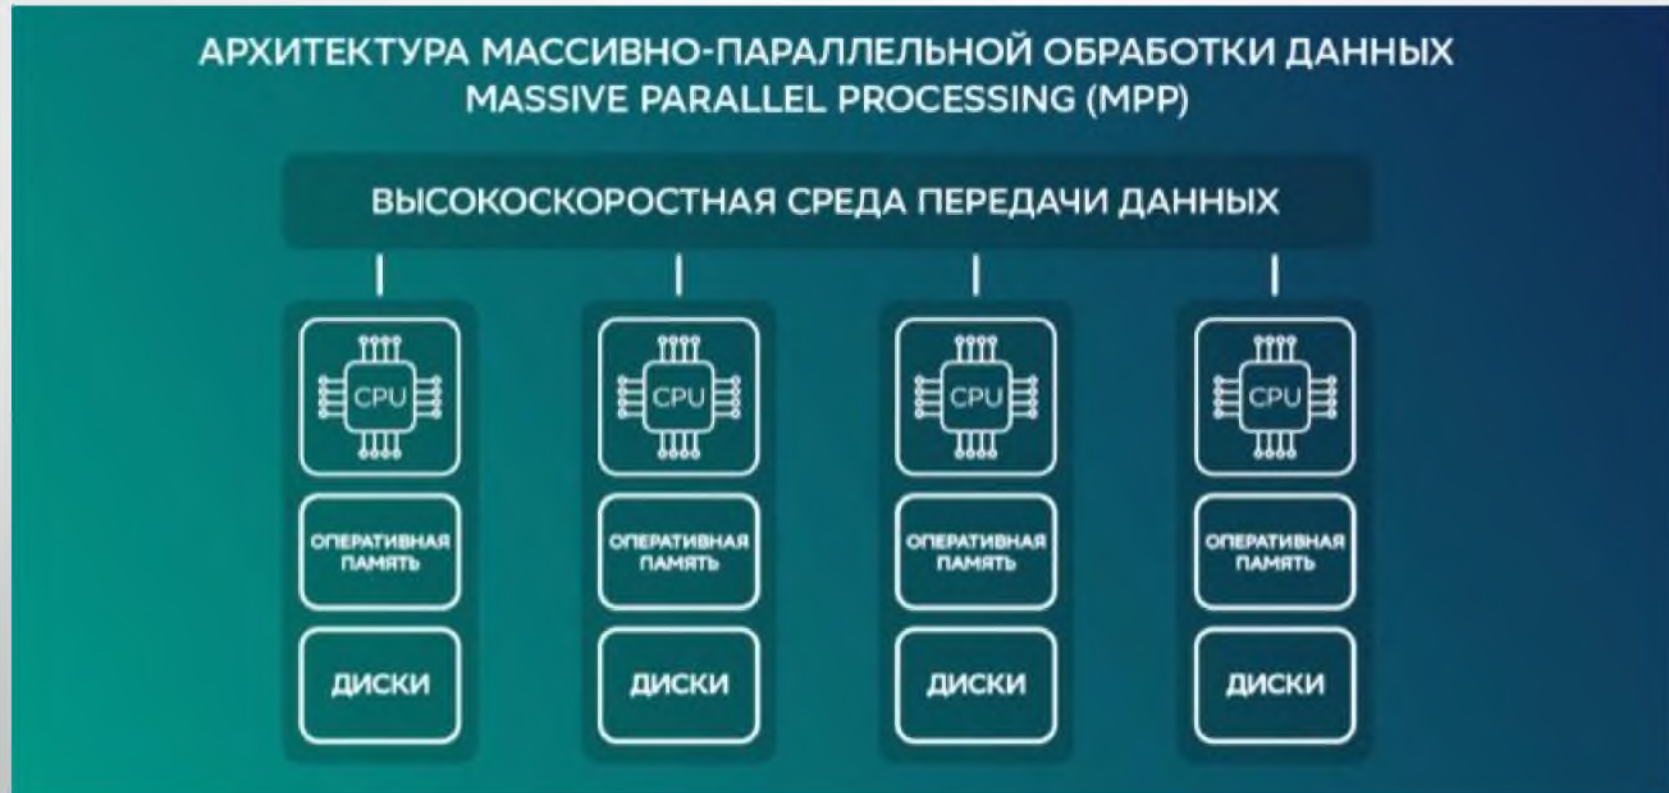 АРХИТЕКТУРА МАССИВНО-ПАРАЛЛЕЛЬНОЙ ОБРАБОТКИ ДАННЫХ
MASSIVE PARALLEL PROCESSING (MPP)
ВЫСОКОСКОРОСТНАЯ СРЕДА ПЕРЕДАЧИ ДАННЫХ
CPU
CPU
CPU
CPU
ОПЕРАТИВНАЯ
ПАМЯТЬ
ОПЕРАТИВНАЯ
ПАМЯТЬ
ОПЕРАТИВНАЯ
ПАМЯТЬ
ОПЕРАТИВНАЯ
ПАМЯТЬ
ДИСКИ
ДИСКИ
ДИСКИ
ДИСКИ